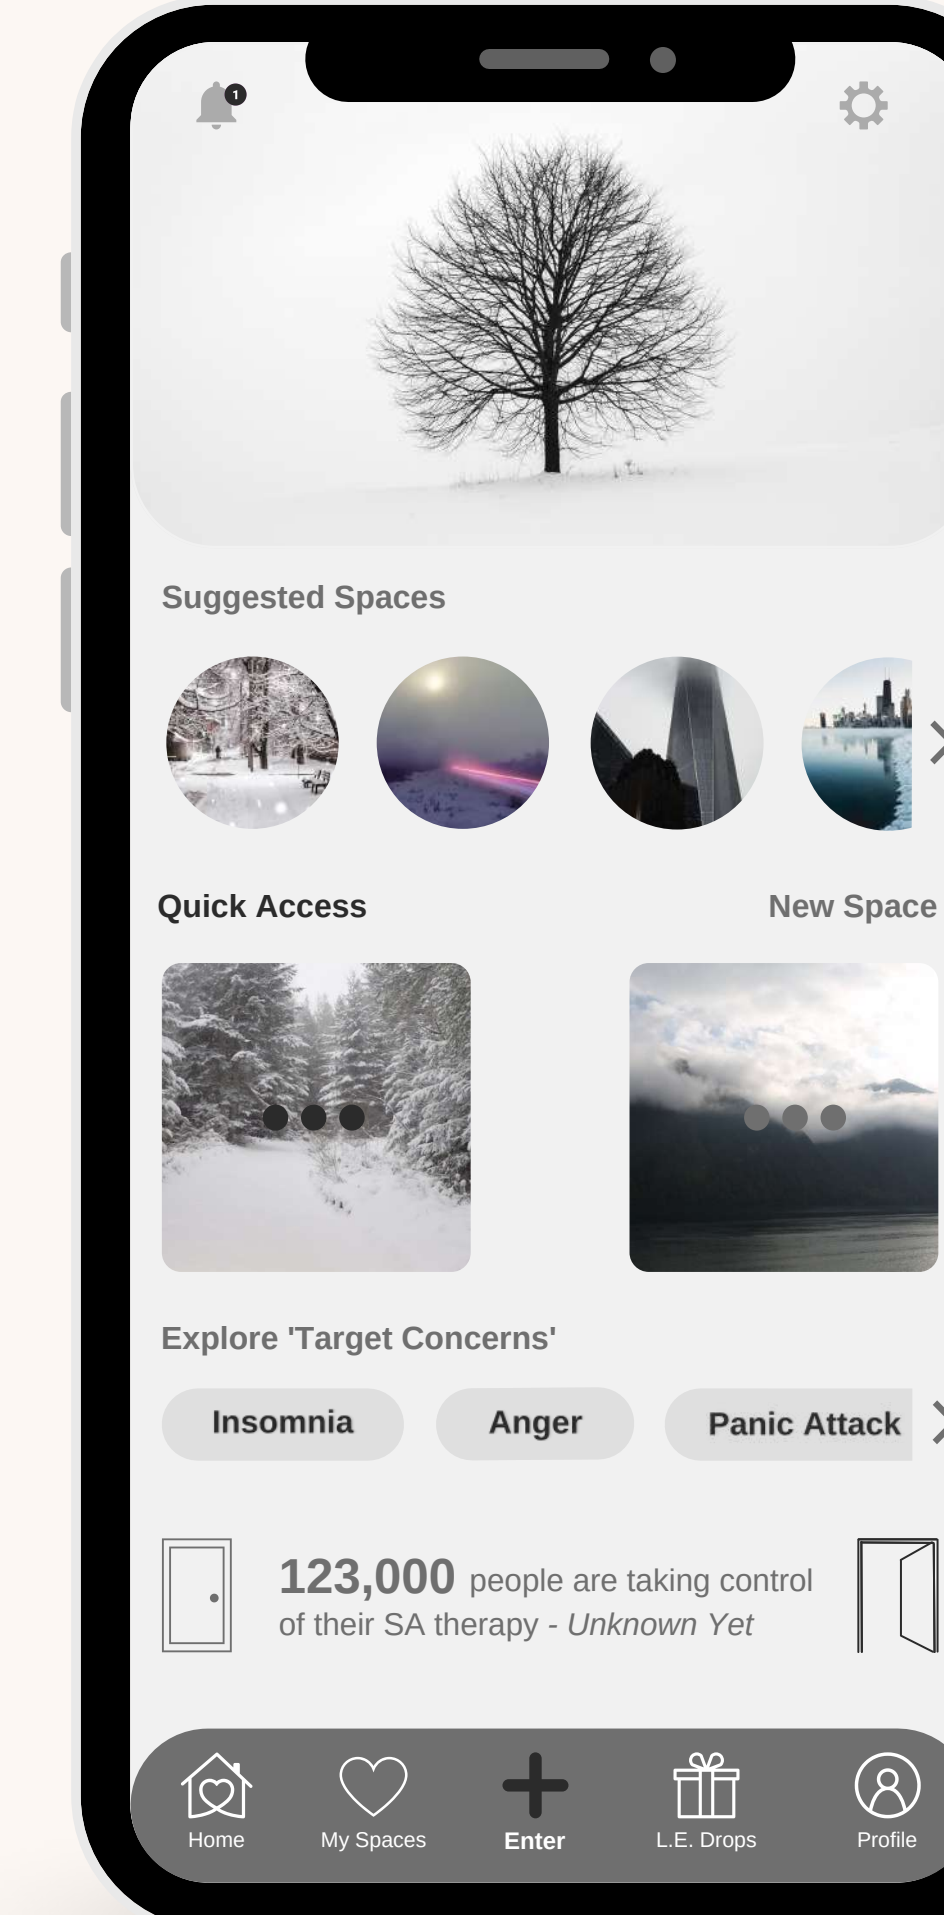 1
Suggested Spaces
Quick Access
New Space
Explore 'Target Concerns'
Insomnia
Anger
Panic Attack
123,000 people are taking control
of their SA therapy - Unknown Yet
Home
My Spaces
Enter
L.E. Drops
Profile